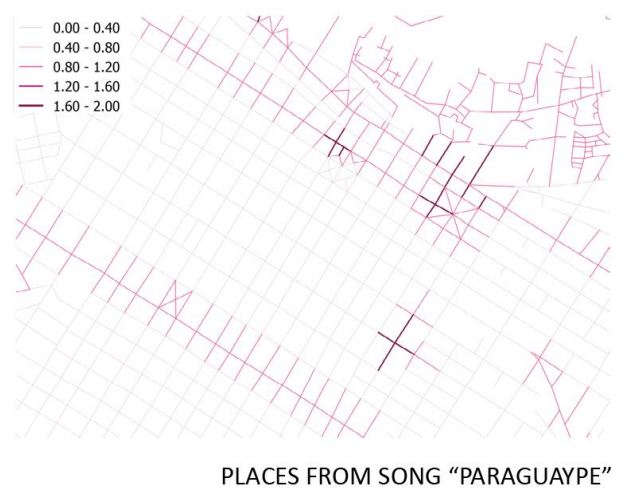 0.00 - 0.40
0.40 - 0.80
0.80 - 1.20
1.20 - 1.60
1.60 - 2.00
PLACES FROM SONG “PARAGUAYPE”